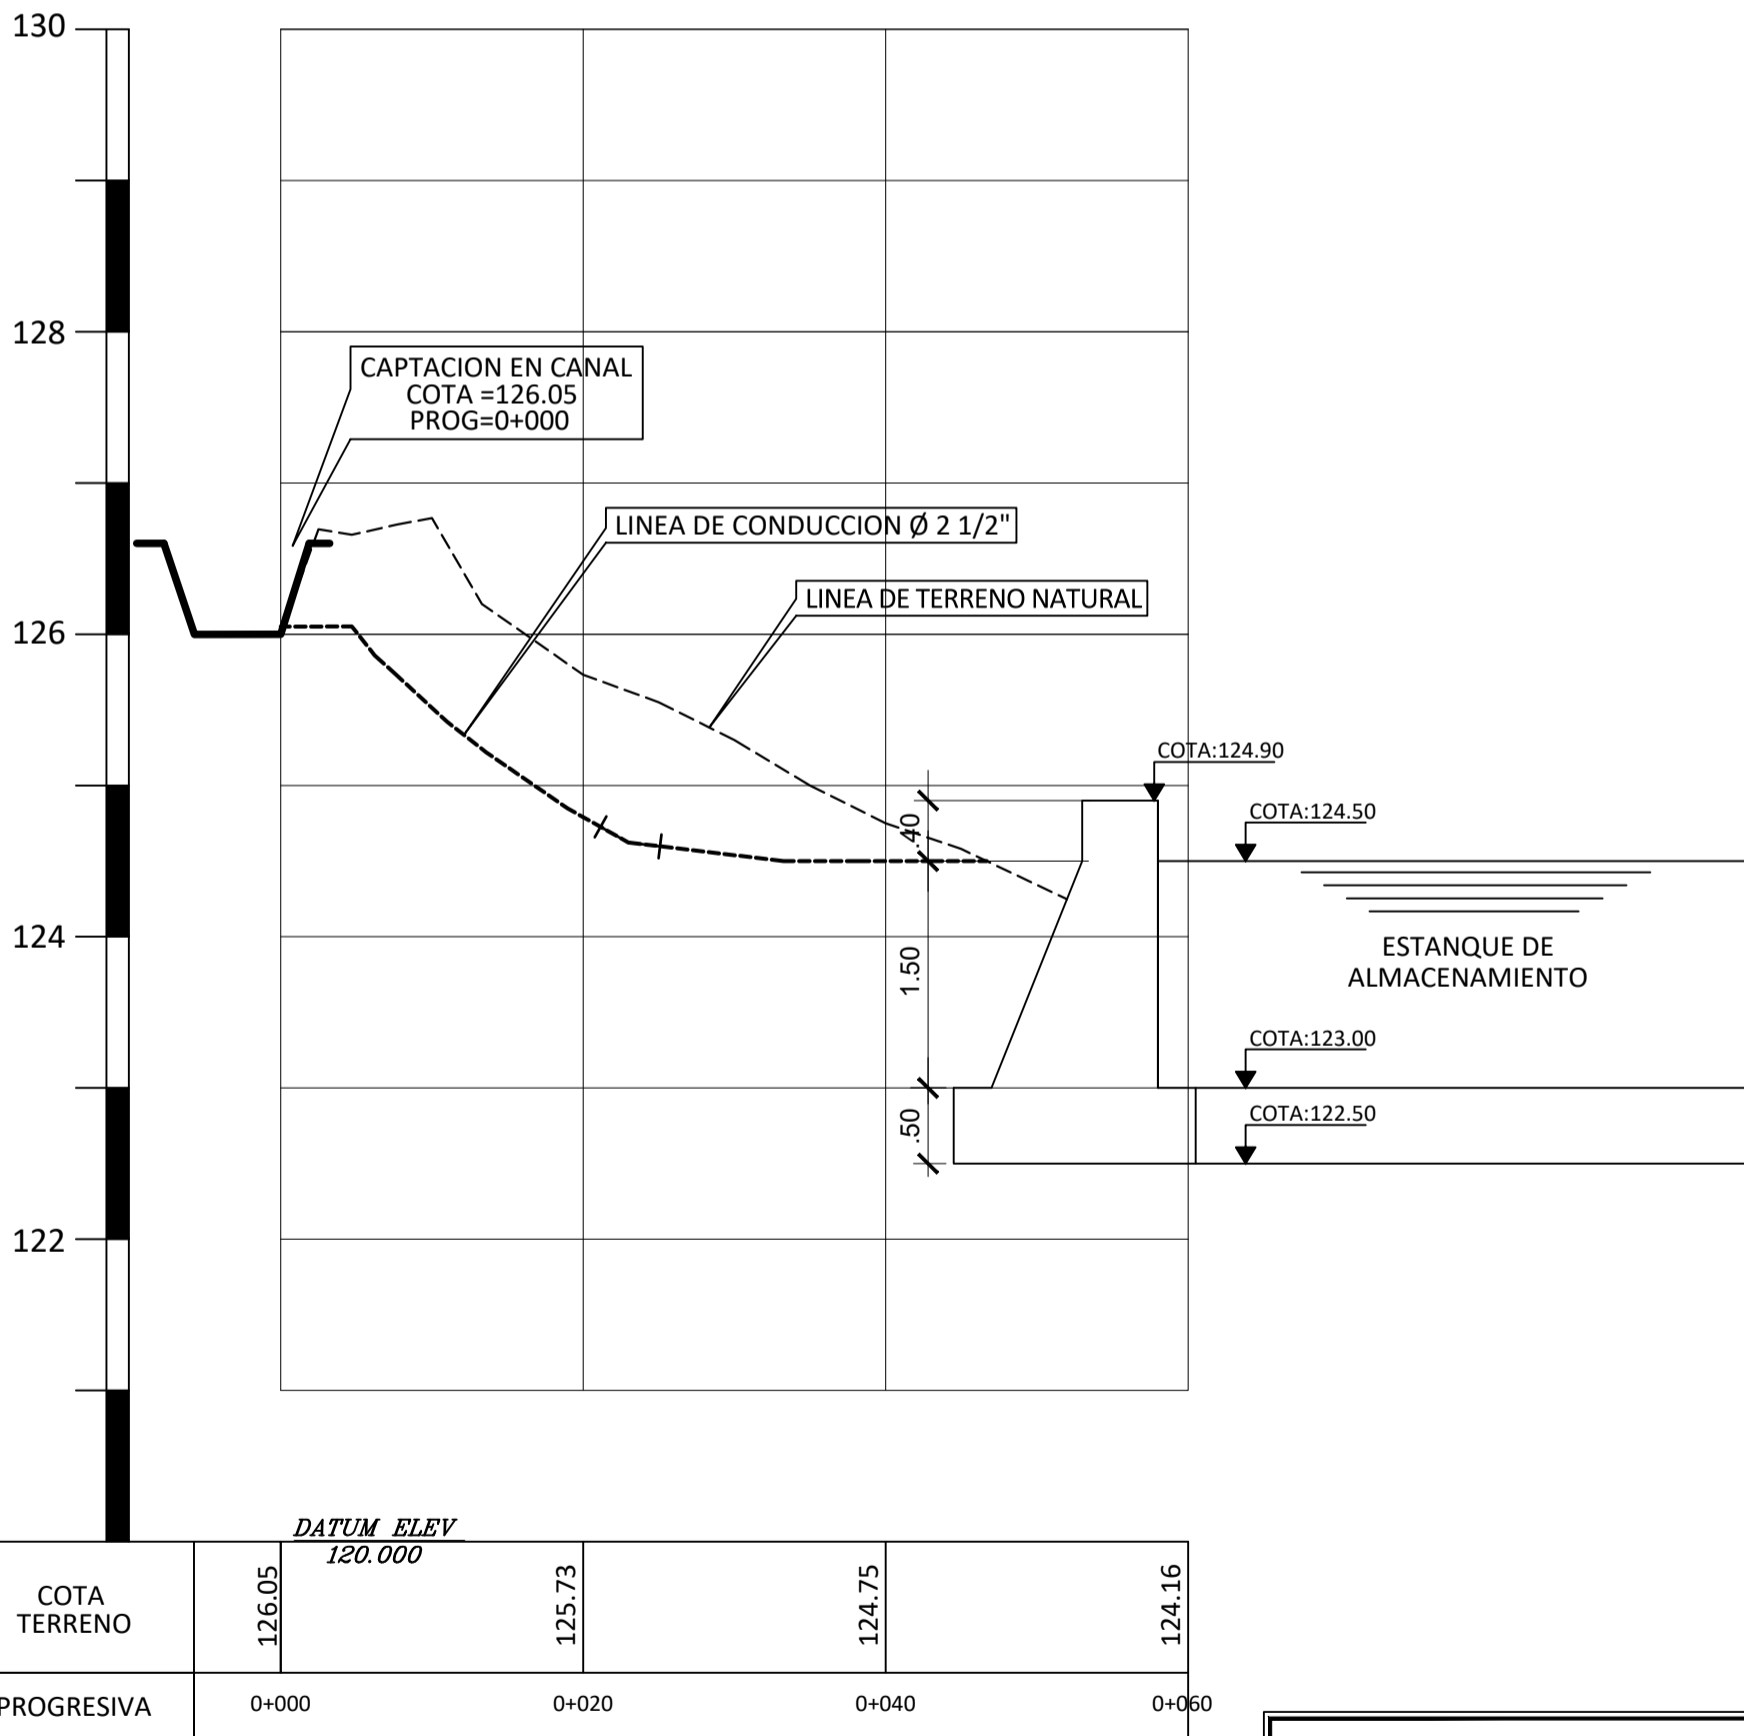 130
128
CAPTACION EN CANAL
COTA =126.05
PROG=0+000
LINEA DE CONDUCCION Ø 2 1/2"
LINEA DE TERRENO NATURAL
126
COTA:124.90
COTA:124.50
.40
124
1.50
ESTANQUE DE
ALMACENAMIENTO
COTA:123.00
COTA:122.50
.50
122
DATUM ELEV
120.000
COTA
TERRENO
126.05
125.73
124.75
124.16
PROGRESIVA
0+000
0+020
0+040
0+060